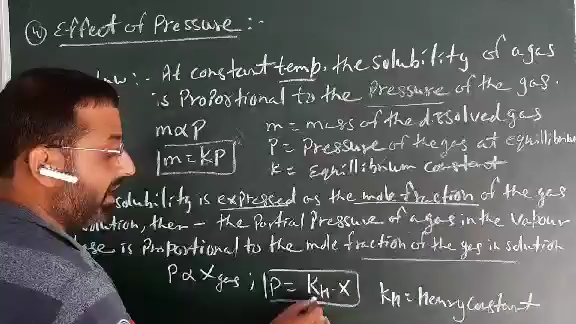 (4) Effect of Pressure :-
Law :- At constant temp. the solubility of a gas
is Proportional to the Pressure of the gas.
m∝P m = mass of the dissolved gas
m = KP P = Pressure of the gas at equilibrium
K = Equillibrium constant
solubility is expressed as the mole fraction of the gas
solution, then - the Partial Pressure of a gas in the Vapour
is Proportional to the mole fraction of the gas in solution
P ∝ X gas ; P = KH . X KH = Henry Constant